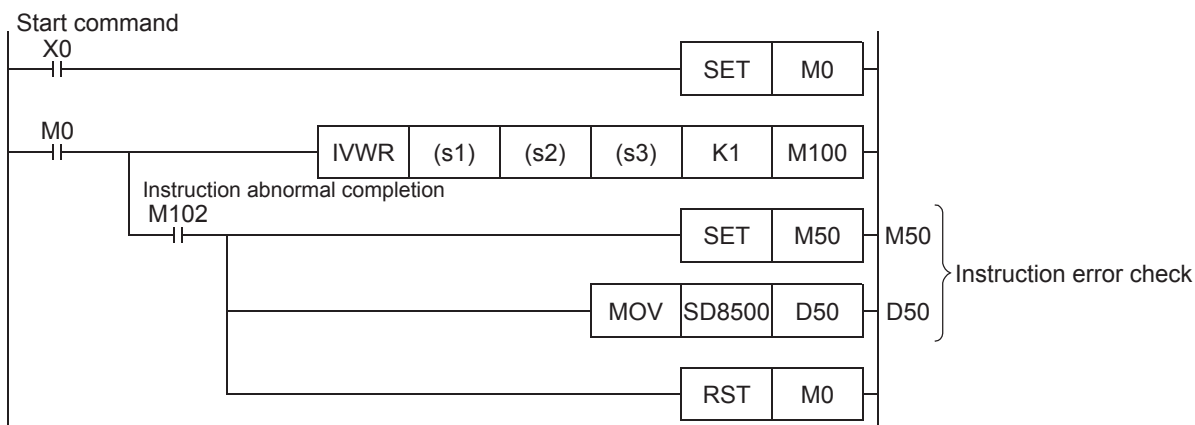 Start command
X0
SET M0
M0
IVWR (s1) (s2) (s3) K1 M100
Instruction abnormal completion
M102
SET M50 M50
Instruction error check
MOV SD8500 D50 D50
RST M0